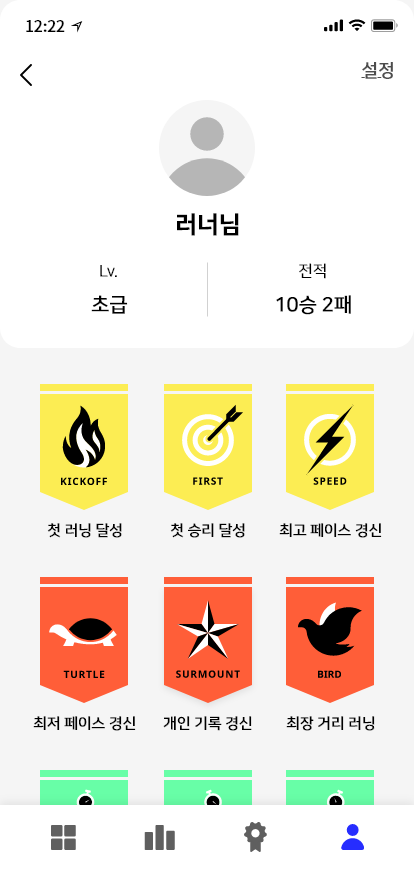 12:22
설정
러너님
Lv.
전적
초급
10승 2패
KICKOFF
FIRST
SPEED
첫 러닝 달성
첫 승리 달성
최고 페이스 경신
TURTLE
SURMOUNT
BIRD
최저 페이스 경신
개인 기록 경신
최장 거리 러닝